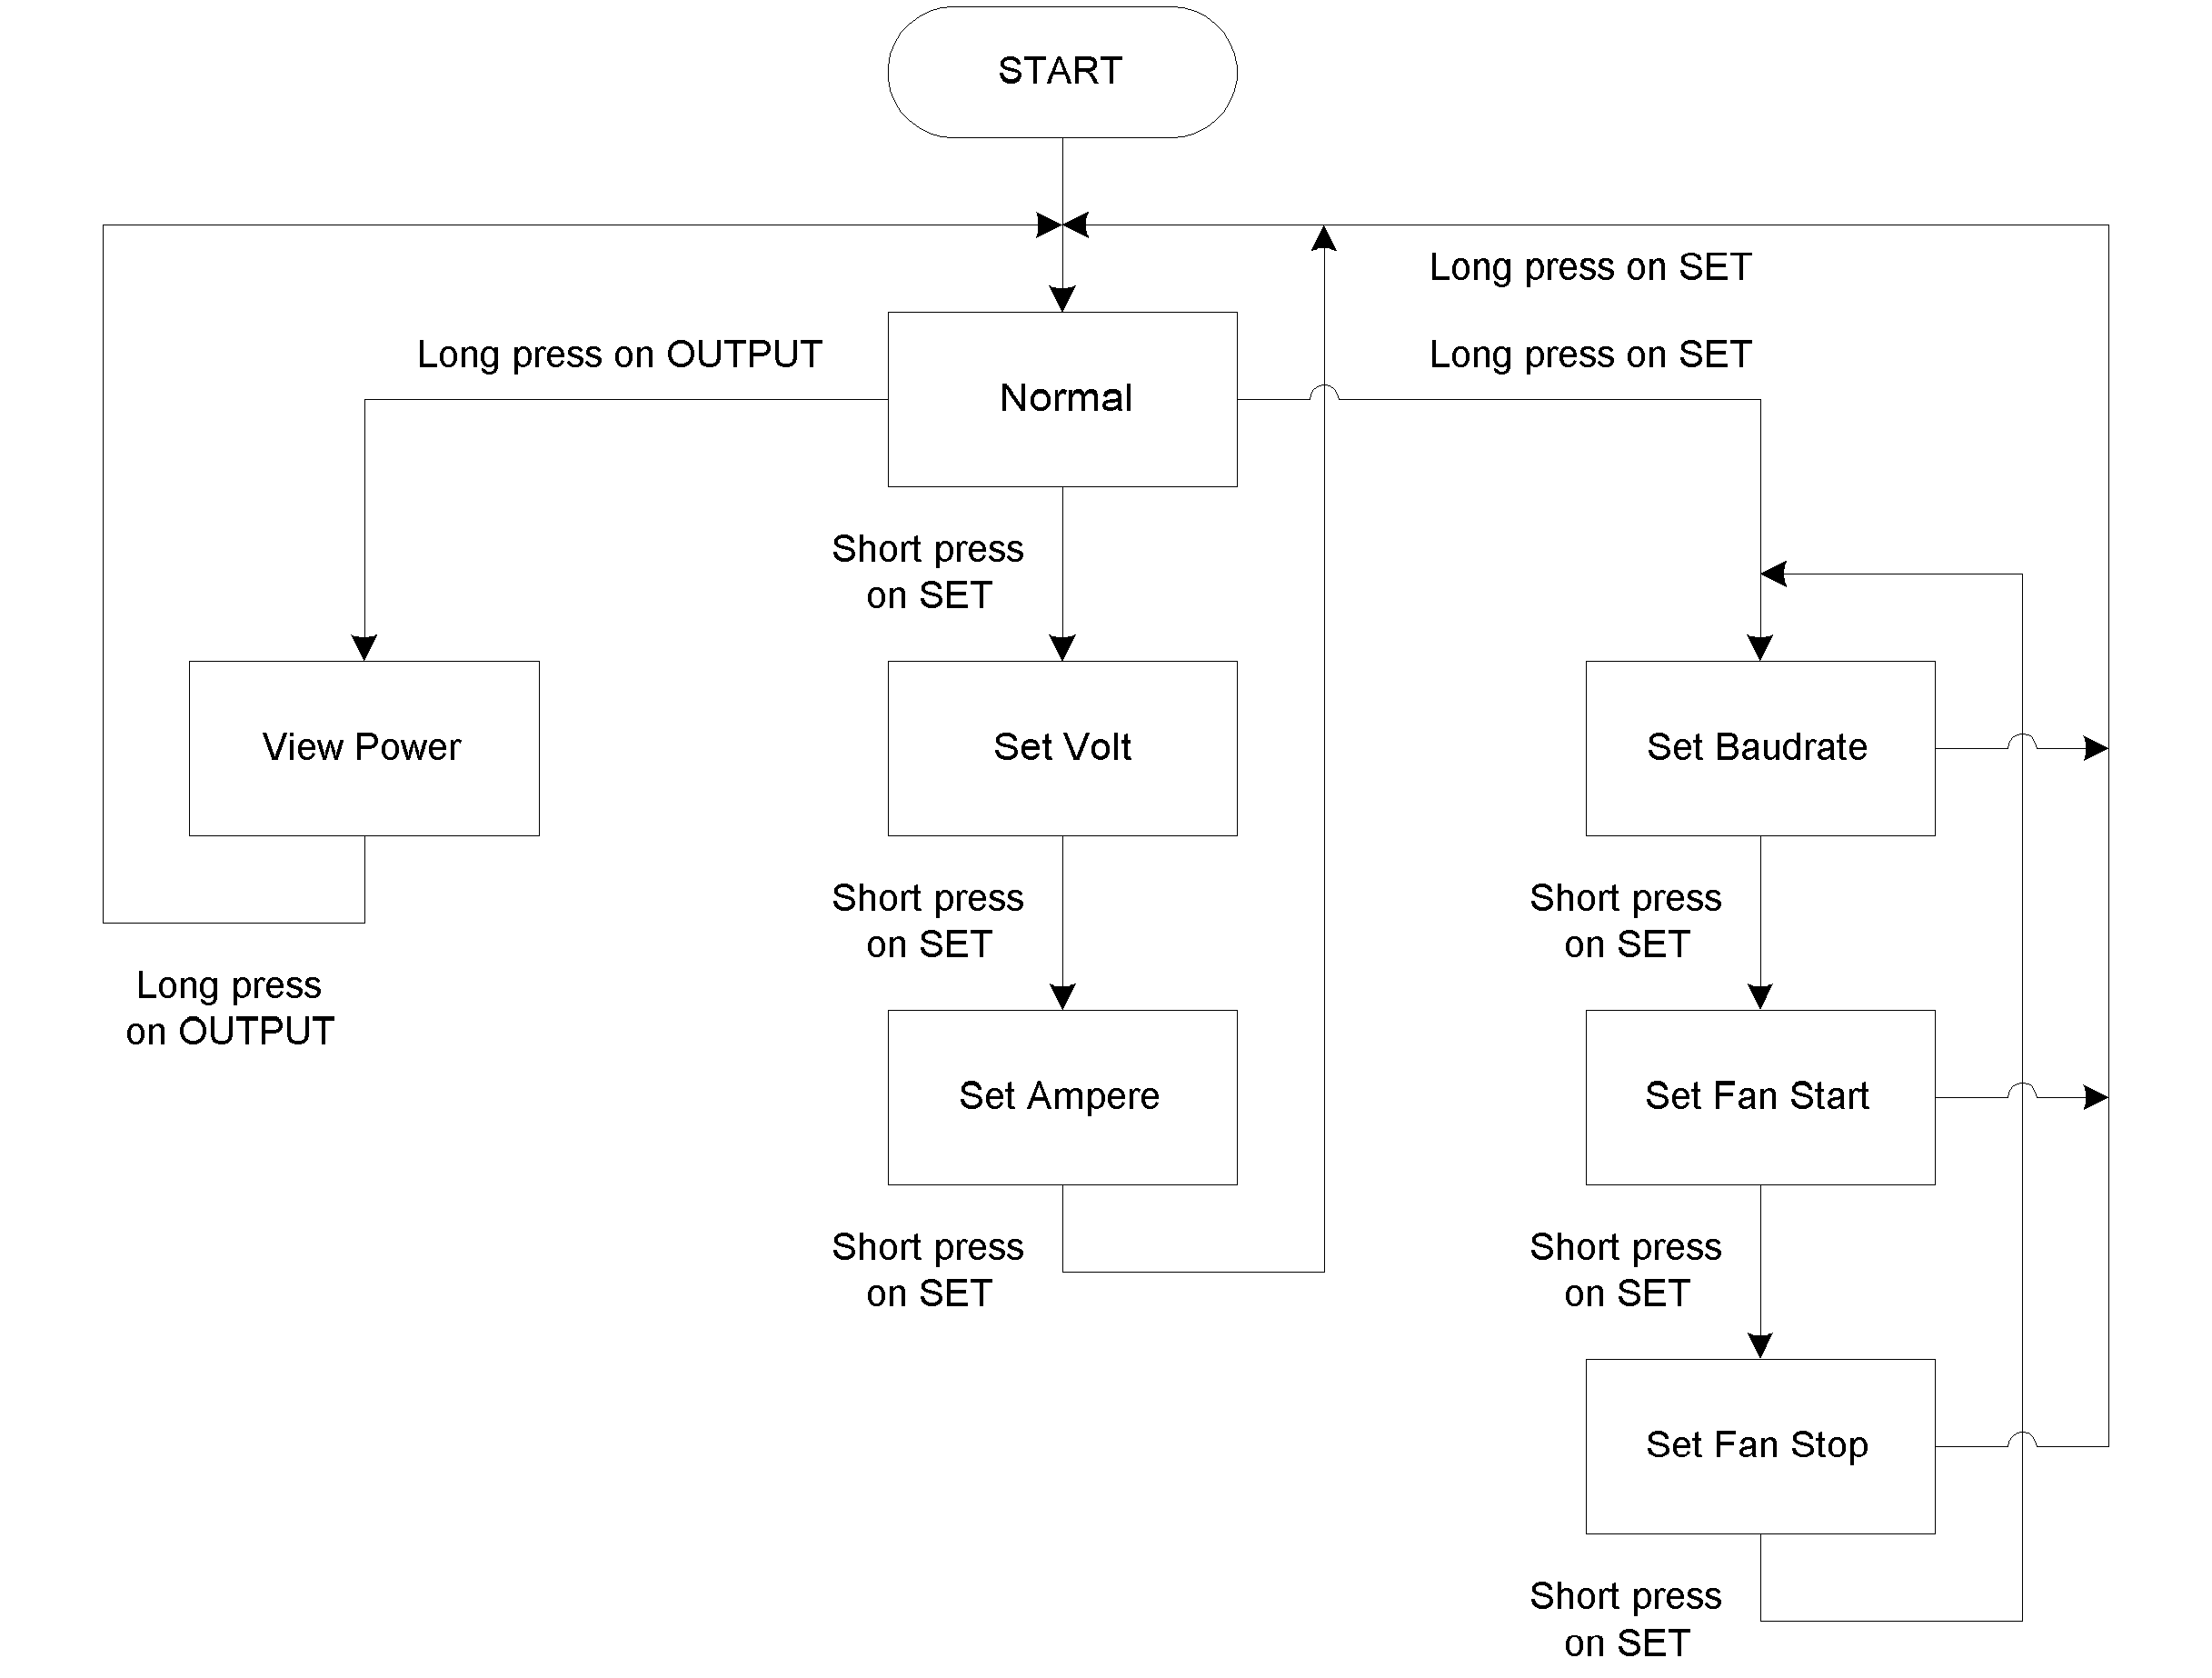 START
Long press on SET
Long press on OUTPUT
Long press on SET
Normal
Short press
on SET
View Power
Set Volt
Set Baudrate
Short press
on SET
Short press
on SET
Long press
on OUTPUT
Set Ampere
Set Fan Start
Short press
on SET
Short press
on SET
Set Fan Stop
Short press
on SET